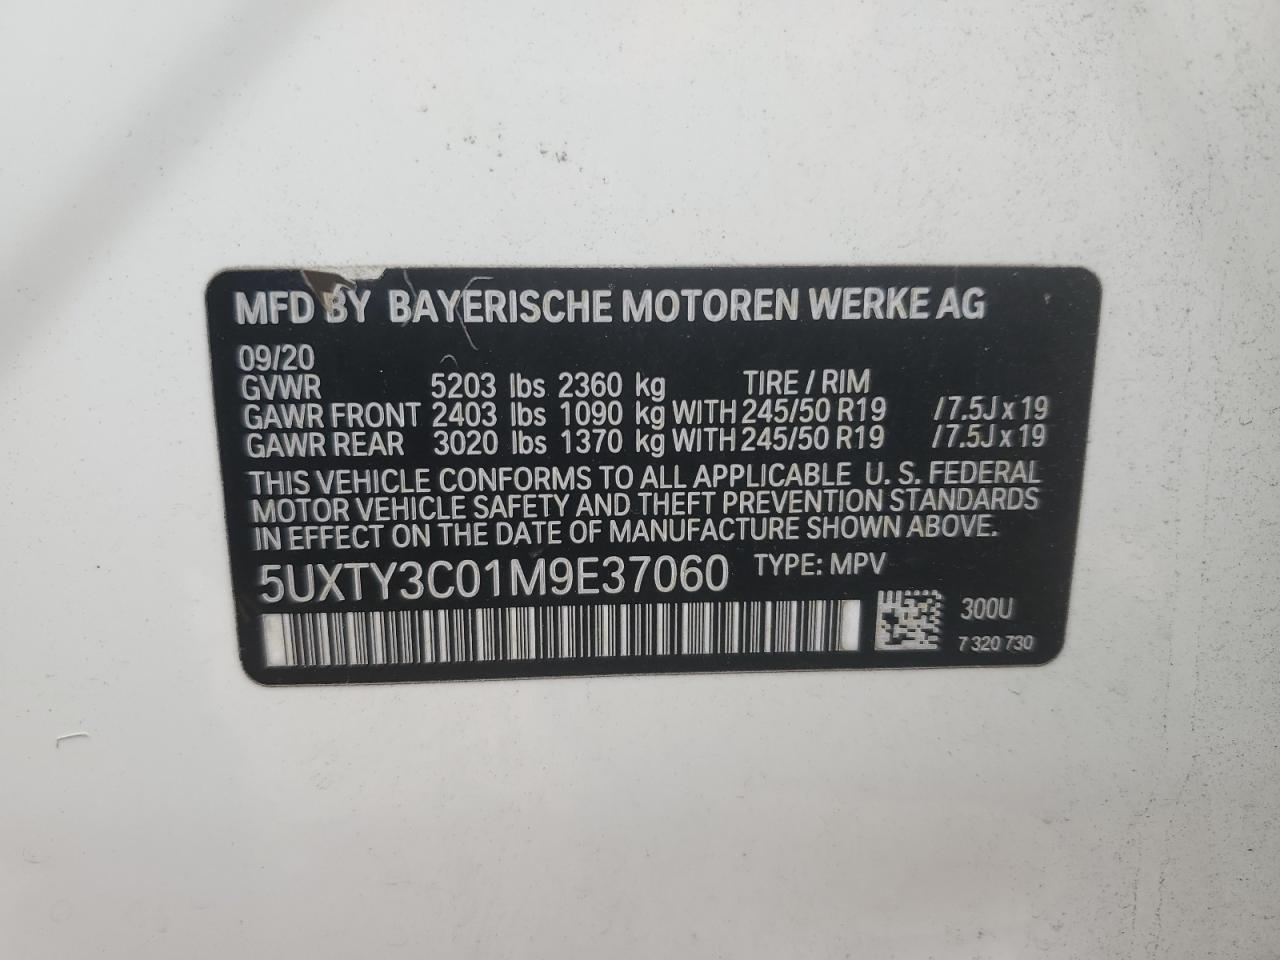 MFD BY BAYERISCHE MOTOREN WERKE AG
09/20
GVWR 5203 lbs 2360 kg TIRE / RIM
GAWR FRONT 2403 lbs 1090 kg WITH 245/50 R19 /7.5J x 19
GAWR REAR 3020 lbs 1370 kg WITH 245/50 R19 /7.5J x 19
THIS VEHICLE CONFORMS TO ALL APPLICABLE U. S. FEDERAL
MOTOR VEHICLE SAFETY AND THEFT PREVENTION STANDARDS
IN EFFECT ON THE DATE OF MANUFACTURE SHOWN ABOVE.
5UXTY3C01M9E37060 TYPE: MPV
300U
7 320 730